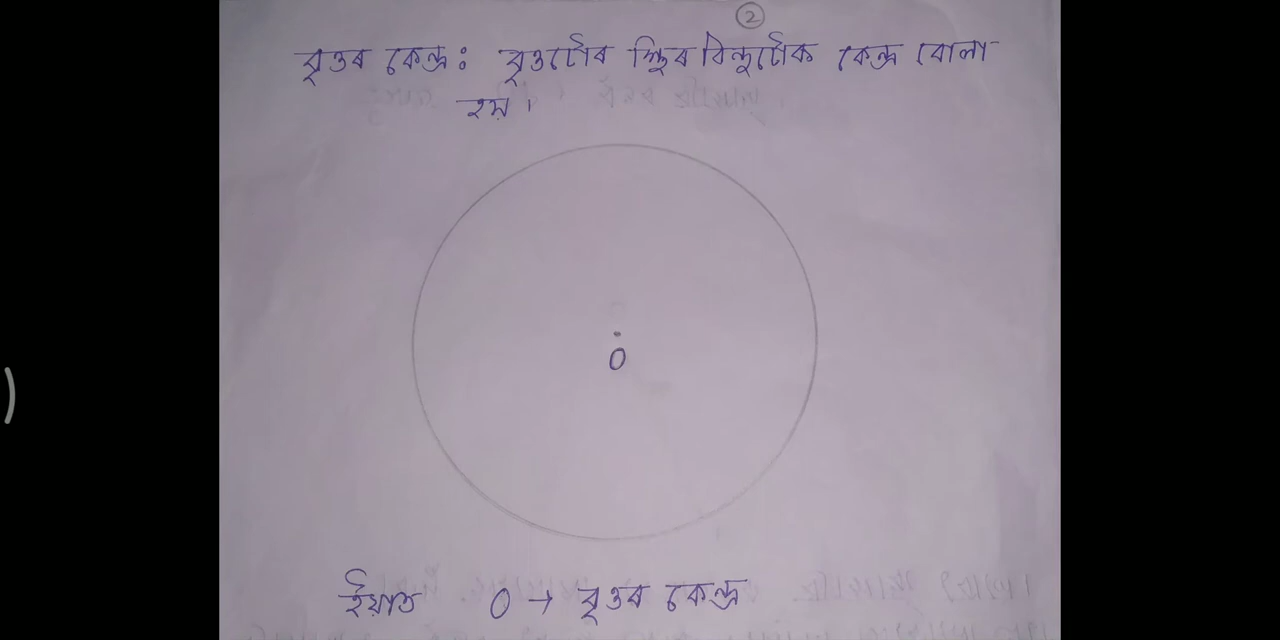 2
বৃত্তৰ কেন্দ্ৰ: বৃত্তটোৰ স্থিৰ বিন্দুটোক কেন্দ্ৰ বোলা
হয়।
O
ইয়াত O → বৃত্তৰ কেন্দ্ৰ